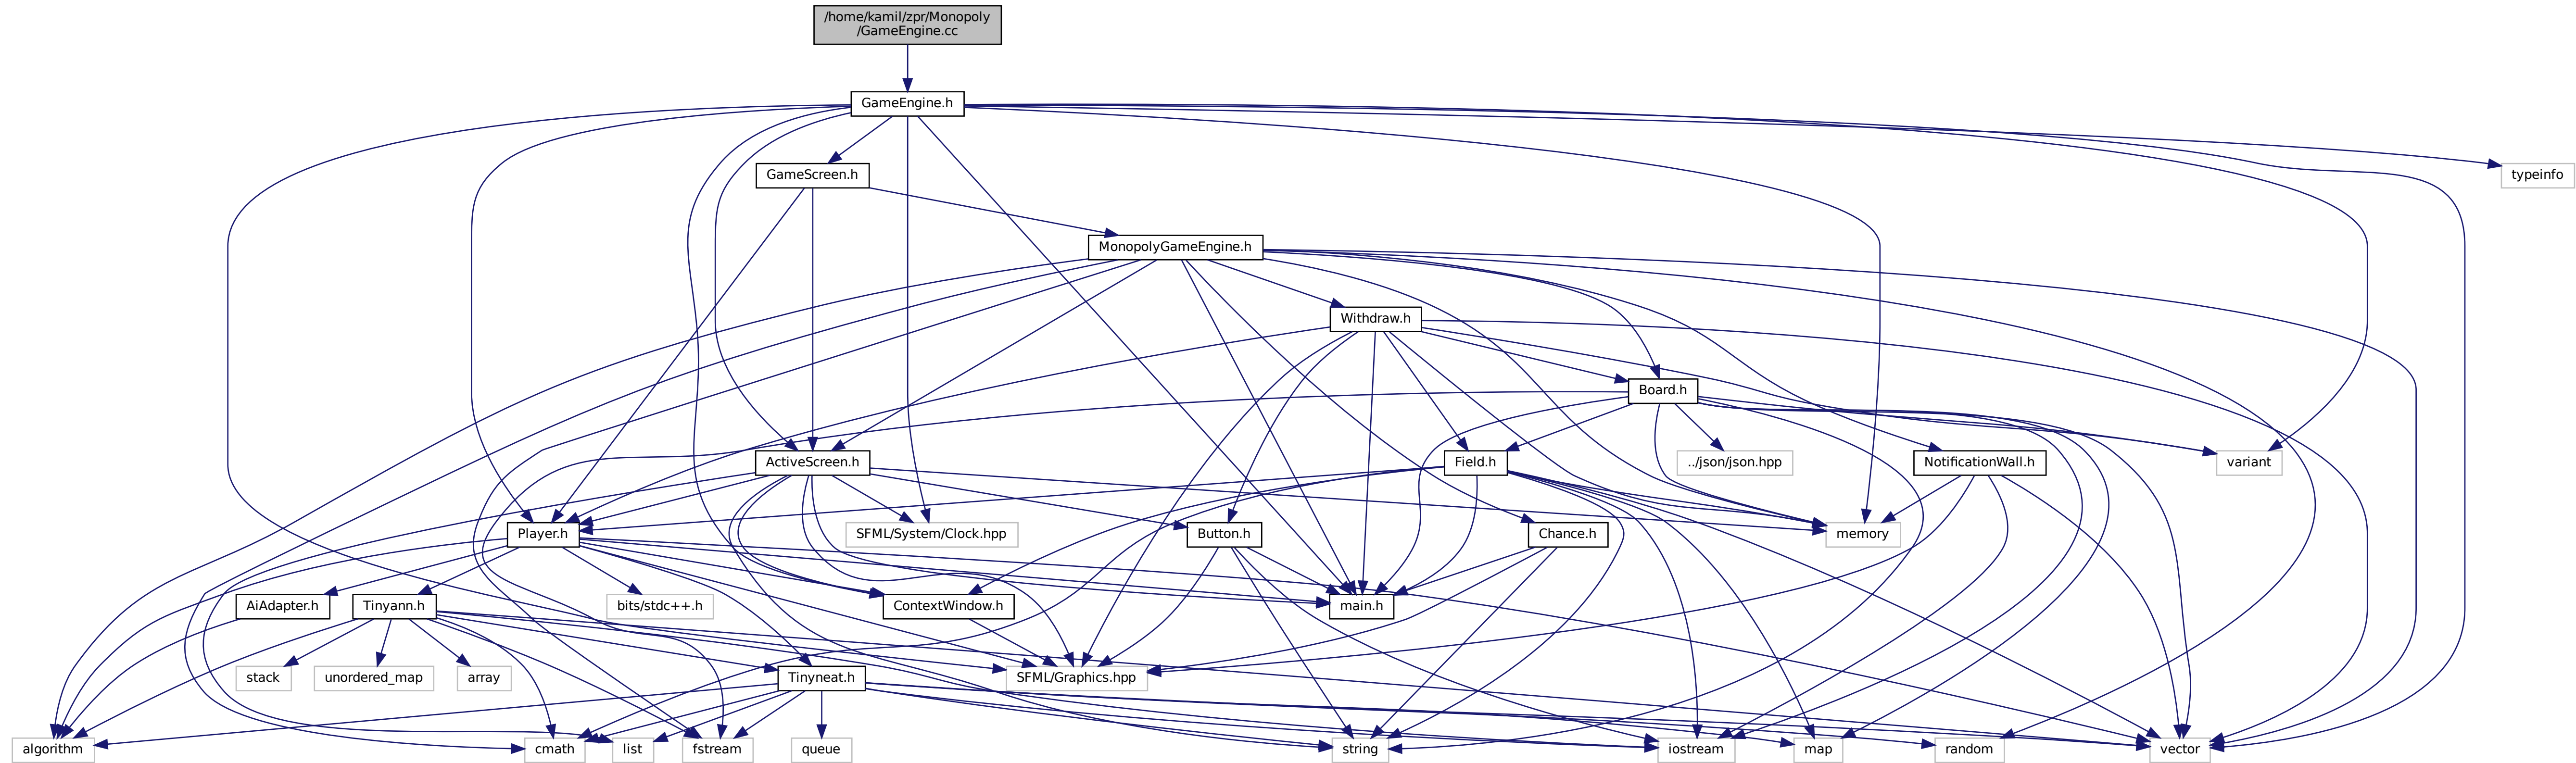 /home/kamil/zpr/Monopoly
/GameEngine.cc
GameEngine.h
GameScreen.h
typeinfo
MonopolyGameEngine.h
Withdraw.h
Board.h
ActiveScreen.h
Field.h
../json/json.hpp
NotificationWall.h
variant
Player.h
SFML/System/Clock.hpp
Button.h
Chance.h
memory
AiAdapter.h
Tinyann.h
bits/stdc++.h
ContextWindow.h
main.h
stack
unordered_map
array
Tinyneat.h
SFML/Graphics.hpp
algorithm
cmath
list
fstream
queue
string
iostream
map
random
vector